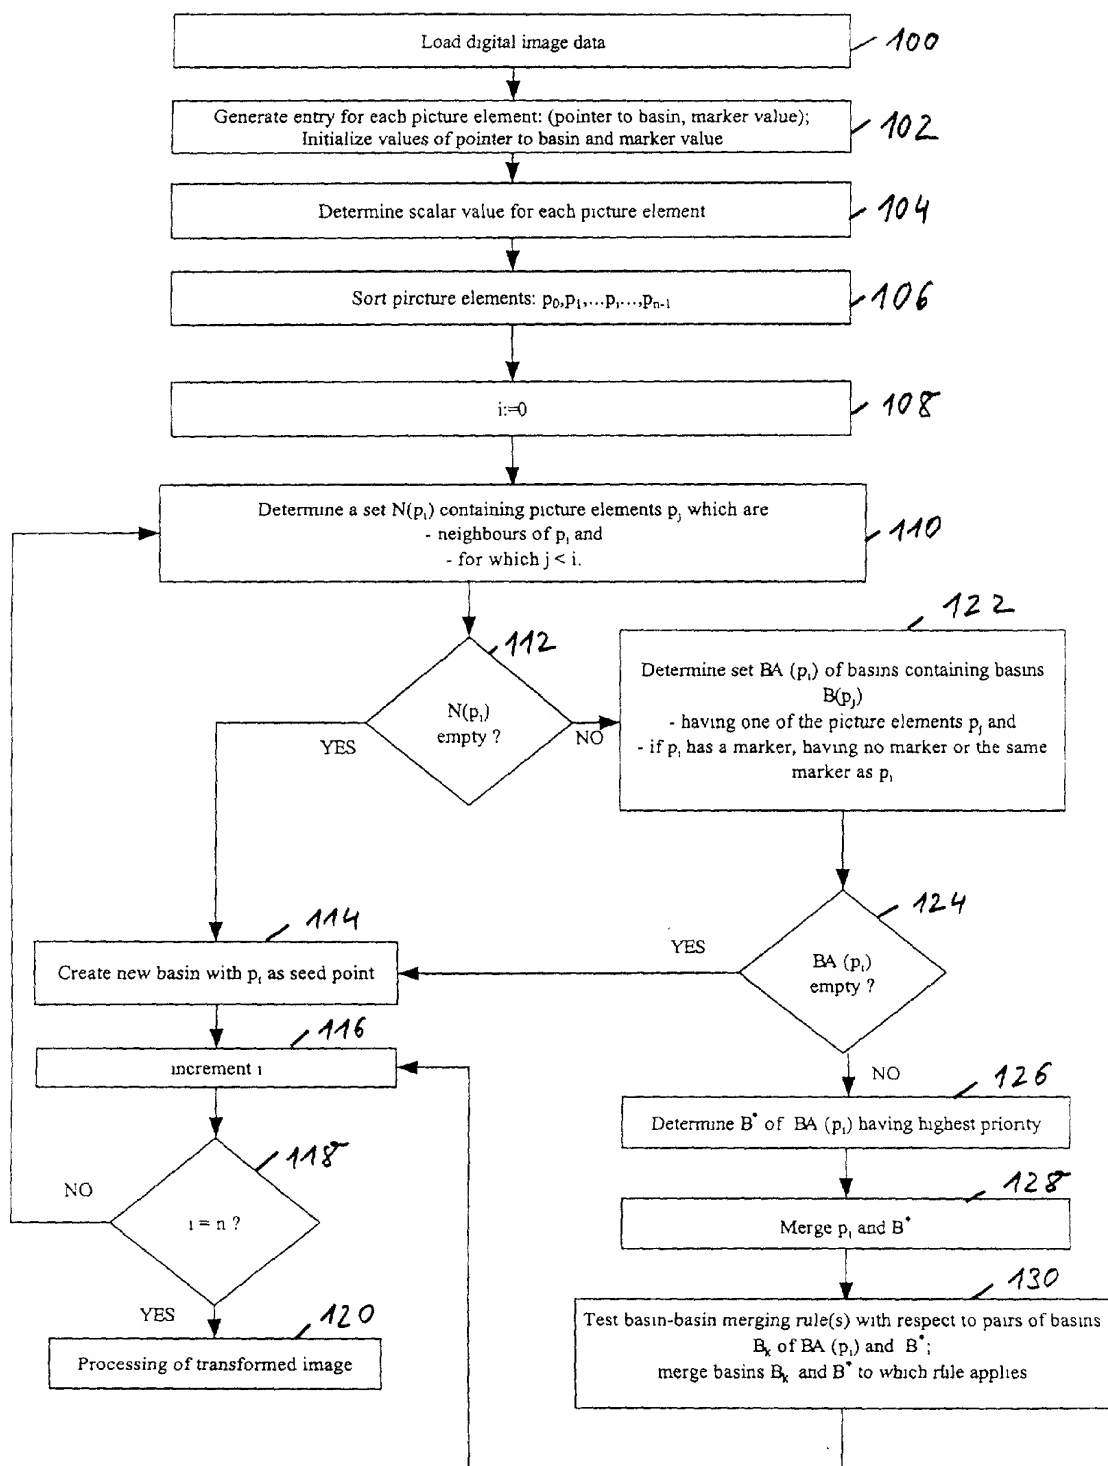 Load digital image data
100
Generate entry for each picture element: (pointer to basin, marker value);
Initialize values of pointer to basin and marker value
102
Determine scalar value for each picture element
104
Sort pircture elements: p₀,p₁,...pᵢ...,pₙ₋₁
106
i:=0
108
Determine a set N(pᵢ) containing picture elements pⱼ which are
- neighbours of pᵢ and
- for which j < i.
110
112
N(pᵢ)
empty ?
YES
NO
122
Determine set BA (pᵢ) of basins containing basins
B(pⱼ)
- having one of the picture elements pⱼ and
- if pᵢ has a marker, having no marker or the same
marker as pᵢ
124
BA (pᵢ)
empty ?
YES
NO
114
Create new basin with pᵢ as seed point
116
increment i
118
i = n ?
NO
YES
120
Processing of transformed image
126
Determine B* of BA (pᵢ) having highest priority
128
Merge pᵢ and B*
130
Test basin-basin merging rule(s) with respect to pairs of basins
Bₖ of BA (pᵢ) and B*;
merge basins Bₖ and B* to which rule applies